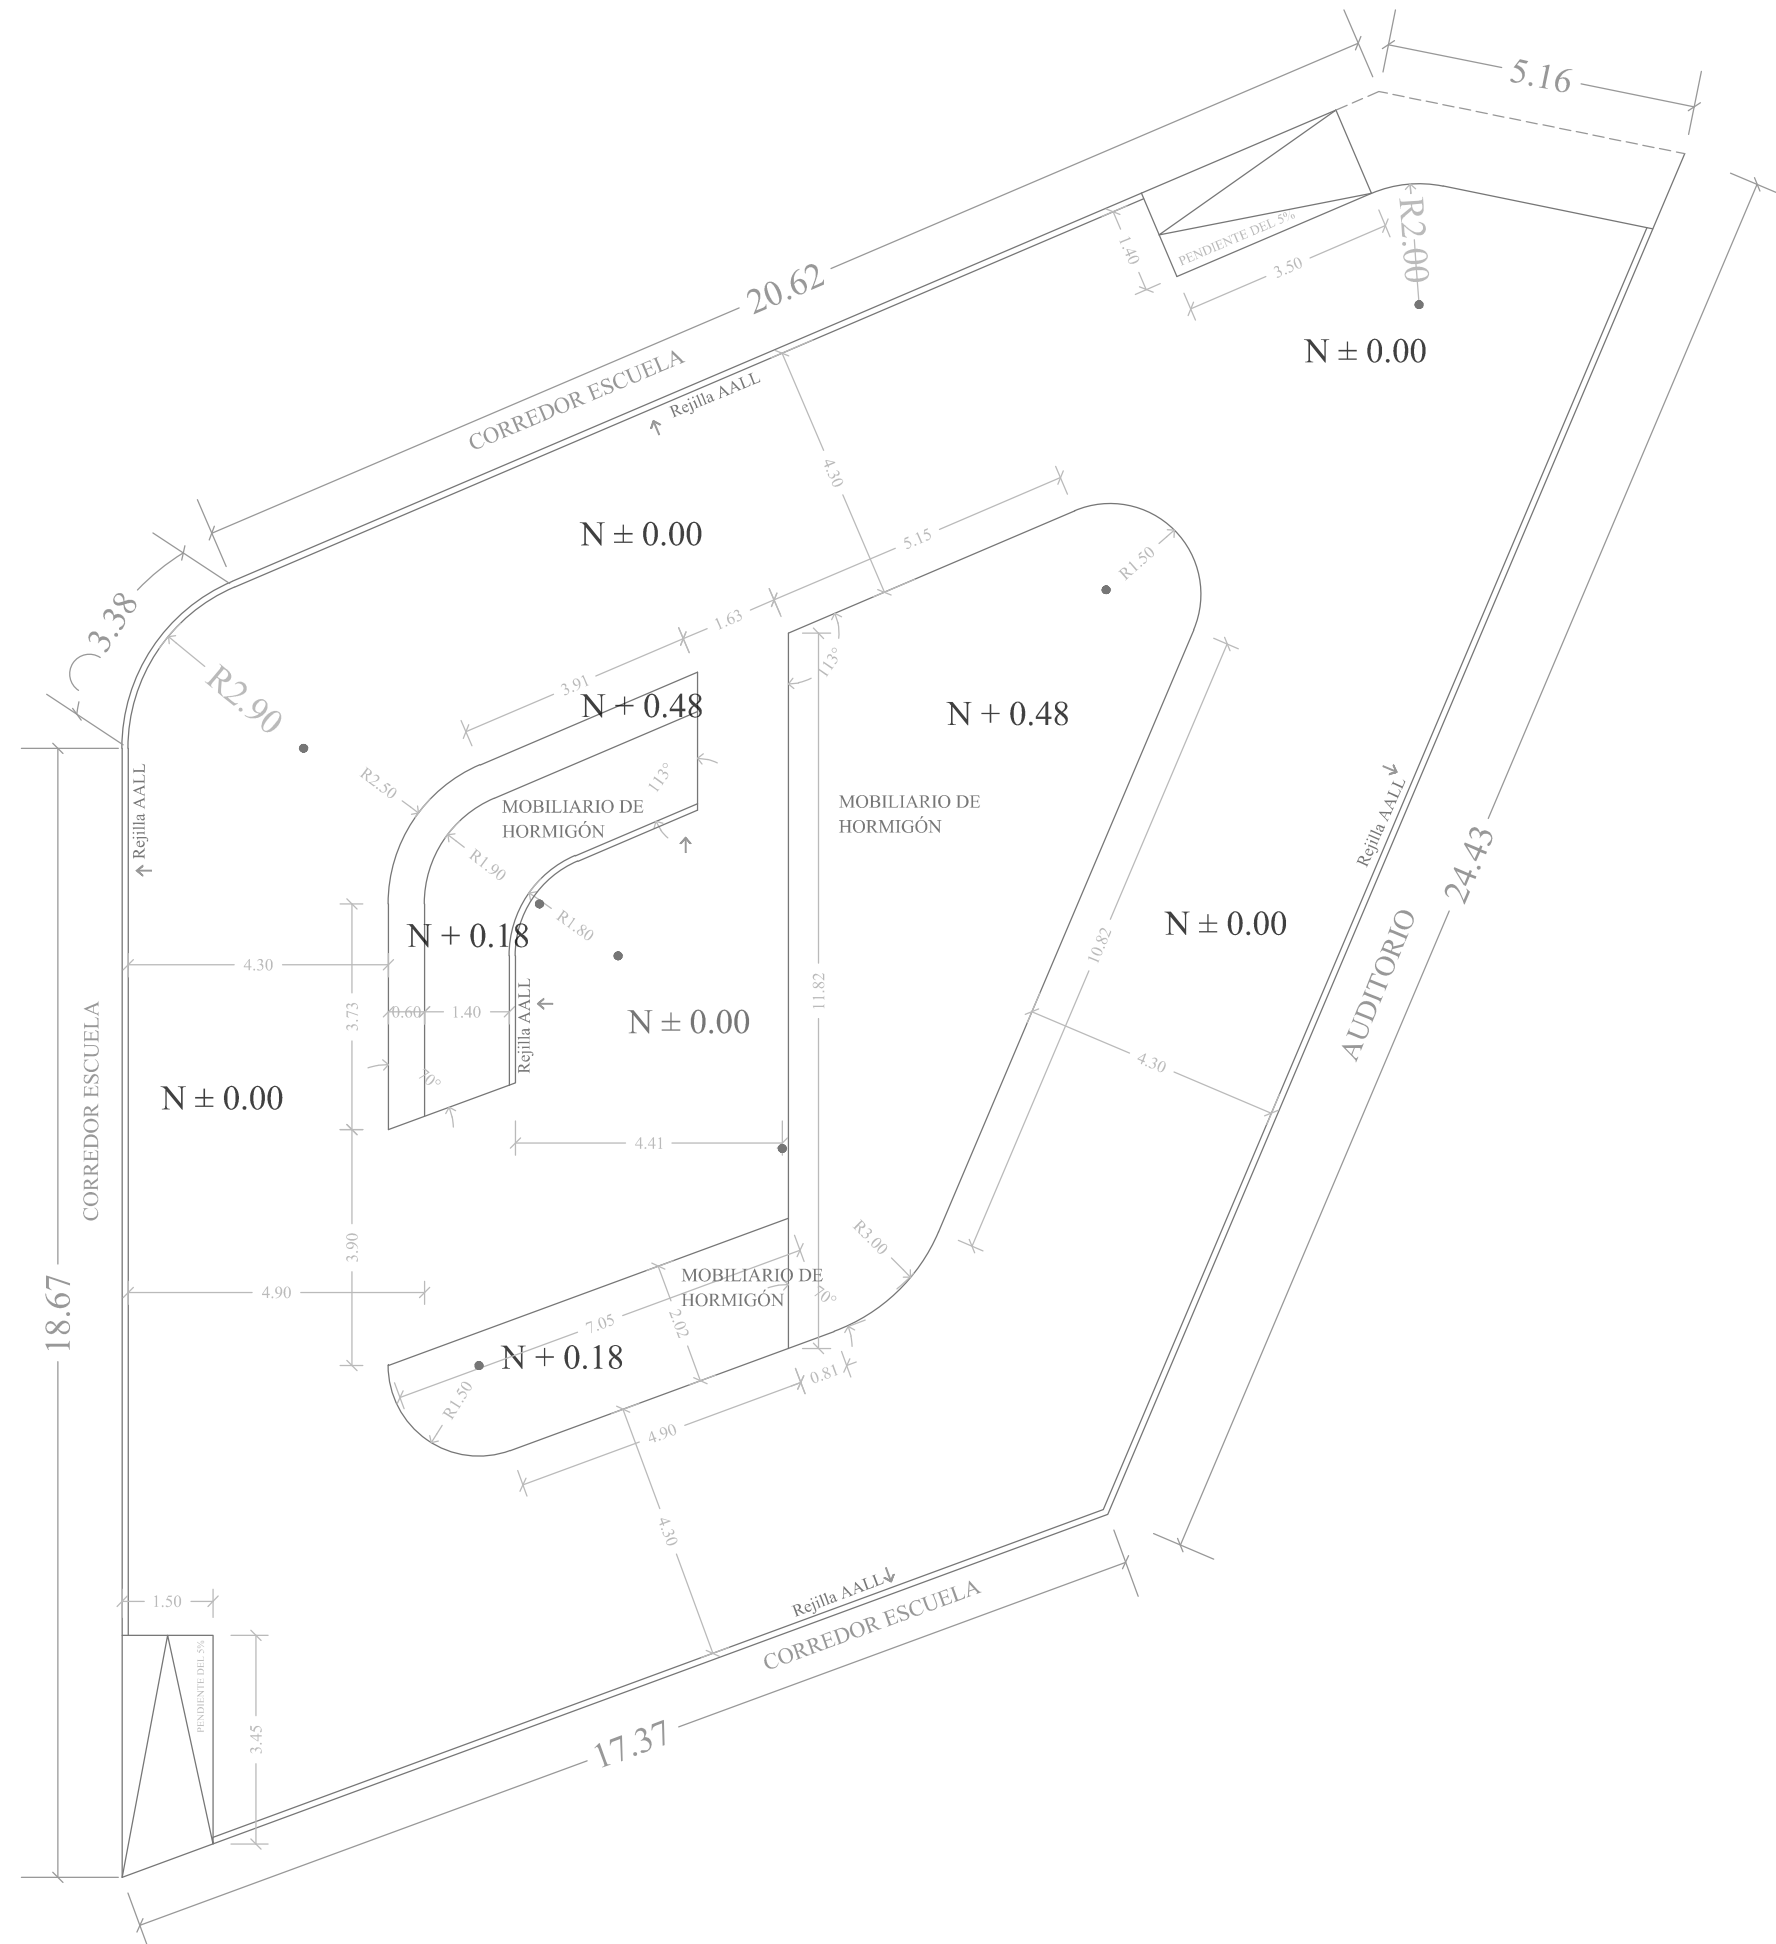 5.16
20.62
CORREDOR ESCUELA
Rejilla AALL
1.40
PENDIENTE DEL 5%
3.50
R2.00
N ± 0.00
4.30
N ± 0.00
5.15
R1.50
3.38
R2.90
1.63
113°
3.91
N + 0.48
N + 0.48
R2.50
113°
MOBILIARIO DE
HORMIGÓN
MOBILIARIO DE
HORMIGÓN
Rejilla AALL
Rejilla AALL
24.43
R1.90
R1.80
N + 0.18
N ± 0.00
AUDITORIO
10.82
4.30
3.73
0.60
1.40
Rejilla AALL
11.82
N ± 0.00
4.30
70°
CORREDOR ESCUELA
N ± 0.00
4.41
3.90
R3.00
18.67
4.90
MOBILIARIO DE
HORMIGÓN
70°
7.05
2.02
N + 0.18
0.81
R1.50
4.90
4.30
1.50
Rejilla AALL
CORREDOR ESCUELA
PENDIENTE DEL 5%
3.45
17.37